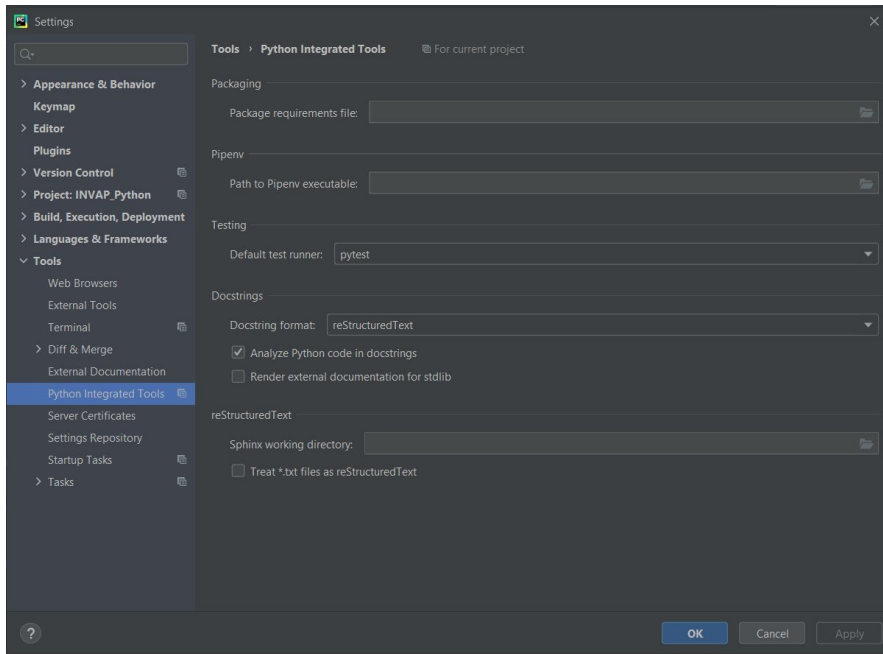 PC Settings
Tools › Python Integrated Tools For current project
Appearance & Behavior
Keymap
Editor
Plugins
Version Control
Project: INVAP_Python
Build, Execution, Deployment
Languages & Frameworks
Tools
Web Browsers
External Tools
Terminal
Diff & Merge
External Documentation
Python Integrated Tools
Server Certificates
Settings Repository
Startup Tasks
Tasks
Packaging
Package requirements file:
Pipenv
Path to Pipenv executable:
Testing
Default test runner: pytest
Docstrings
Docstring format: reStructuredText
Analyze Python code in docstrings
Render external documentation for stdlib
reStructuredText
Sphinx working directory:
Treat *.txt files as reStructuredText
? OK Cancel Apply